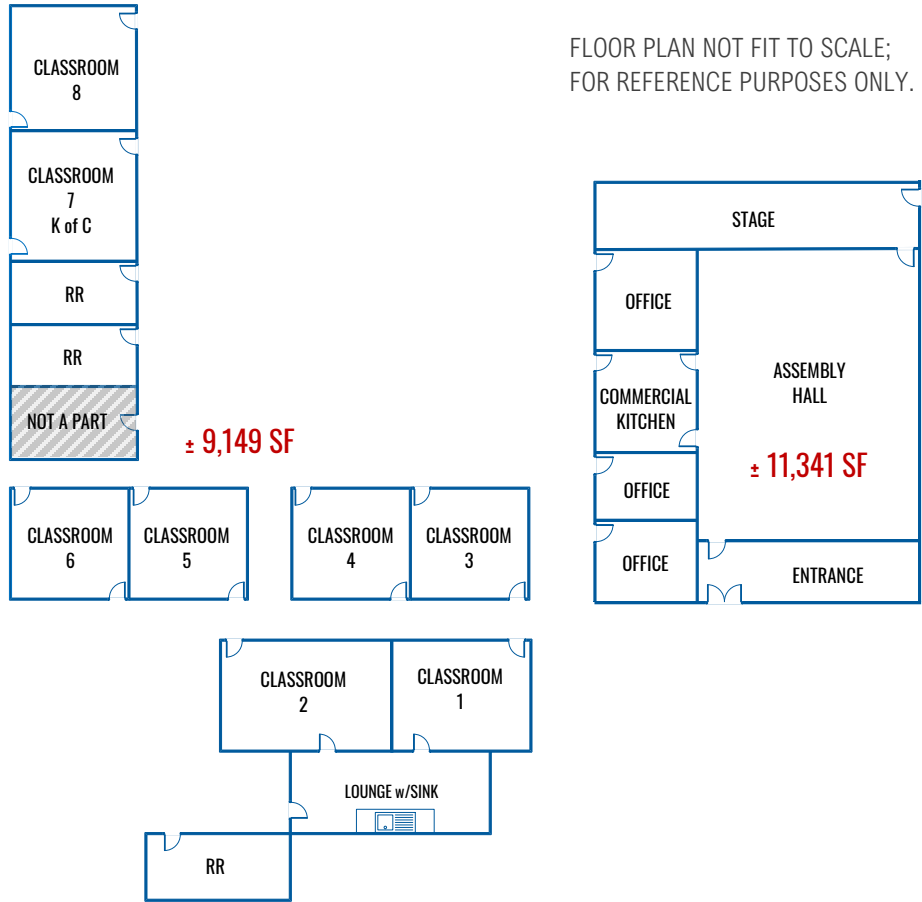 FLOOR PLAN NOT FIT TO SCALE;
FOR REFERENCE PURPOSES ONLY.
CLASSROOM
8
CLASSROOM
7
K of C
RR
RR
NOT A PART
± 9,149 SF
CLASSROOM
6
CLASSROOM
5
CLASSROOM
4
CLASSROOM
3
CLASSROOM
2
CLASSROOM
1
LOUNGE w/SINK
RR
STAGE
OFFICE
COMMERCIAL
KITCHEN
ASSEMBLY
HALL
± 11,341 SF
OFFICE
OFFICE
ENTRANCE